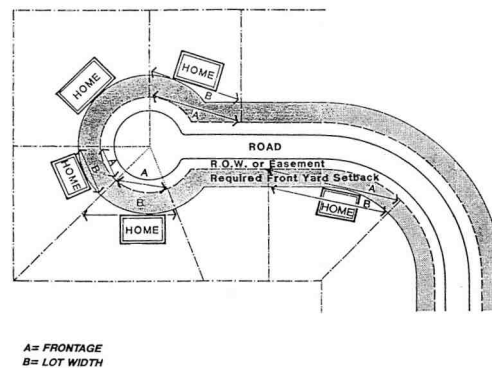 HOME
HOME
B
A
ROAD
R.O.W. or Easement
Required Front Yard Setback
HOME
A
B
A
A
B
HOME
B
HOME
A= FRONTAGE
B= LOT WIDTH